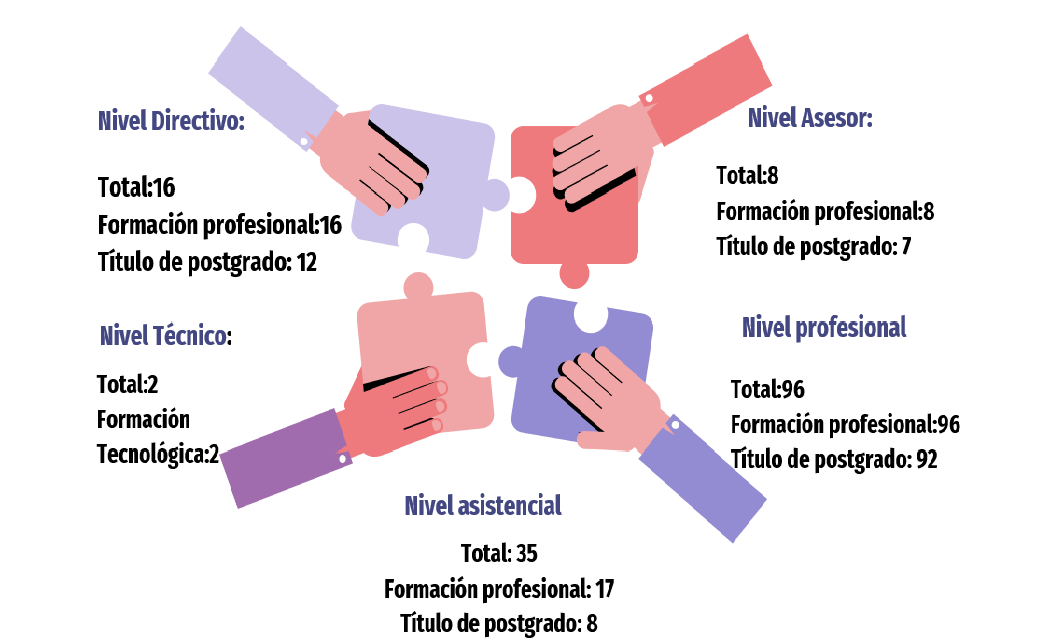 Nivel Directivo:
Total:16
Formación profesional:16
Título de postgrado: 12
Nivel Asesor:
Total:8
Formación profesional:8
Título de postgrado: 7
Nivel Técnico:
Total:2
Formación
Tecnológica:2
Nivel profesional
Total:96
Formación profesional:96
Título de postgrado: 92
Nivel asistencial
Total: 35
Formación profesional: 17
Título de postgrado: 8